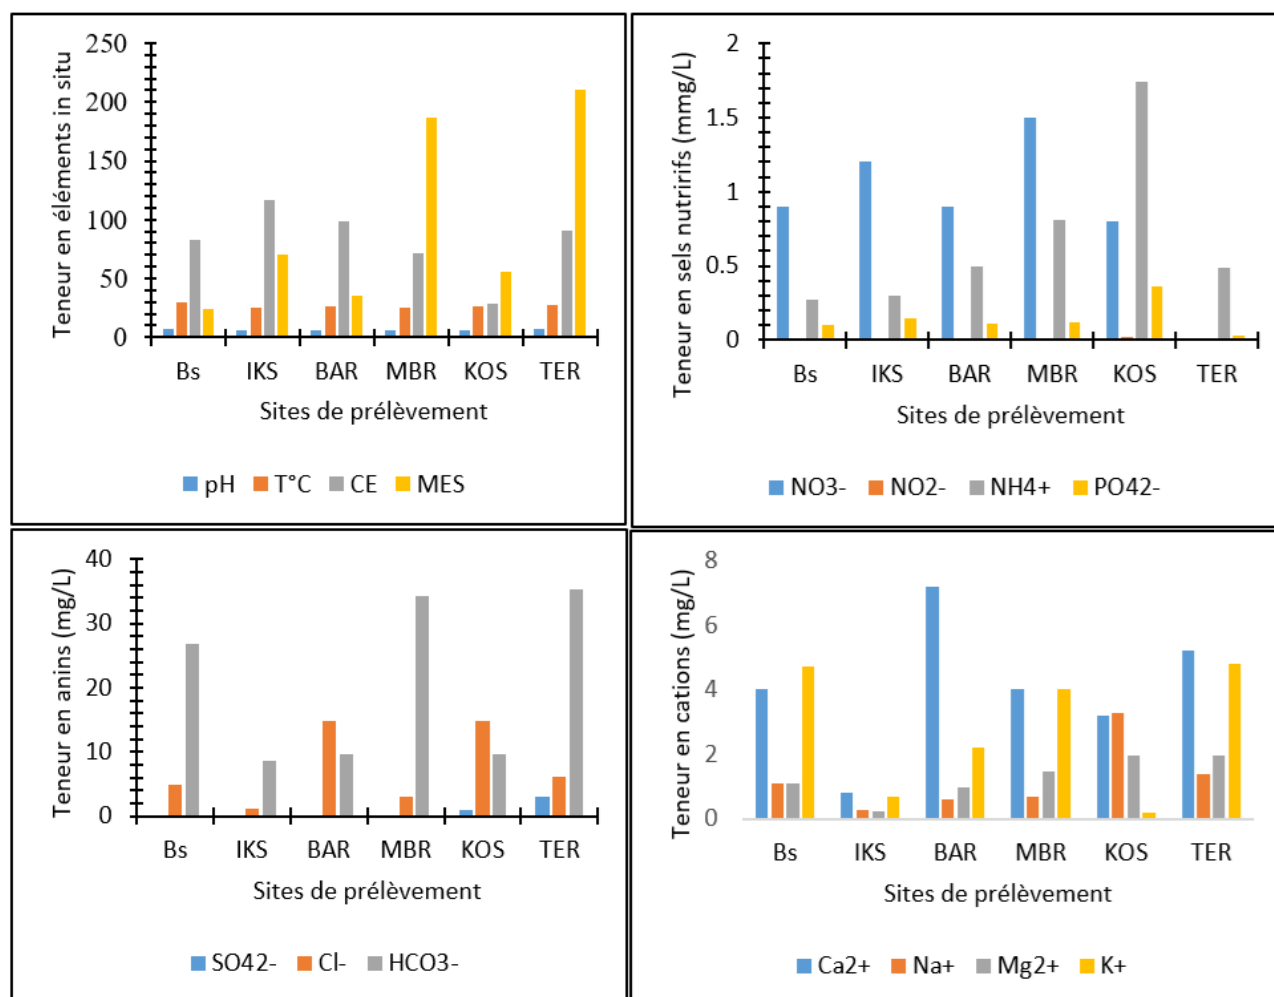 Teneur en éléments in situ
250
200
150
100
50
0
Bs IKS BAR MBR KOS TER
Sites de prélèvement
pH T°C CE MES
Teneur en sels nutririfs (mmg/L)
2
1.5
1
0.5
0
Bs IKS BAR MBR KOS TER
Sites de prélèvement
NO3- NO2- NH4+ PO42-
Teneur en anins (mg/L)
40
30
20
10
0
Bs IKS BAR MBR KOS TER
Sites de prélèvement
SO42- Cl- HCO3-
Teneur en cations (mg/L)
8
6
4
2
0
Bs IKS BAR MBR KOS TER
Sites de prélèvement
Ca2+ Na+ Mg2+ K+